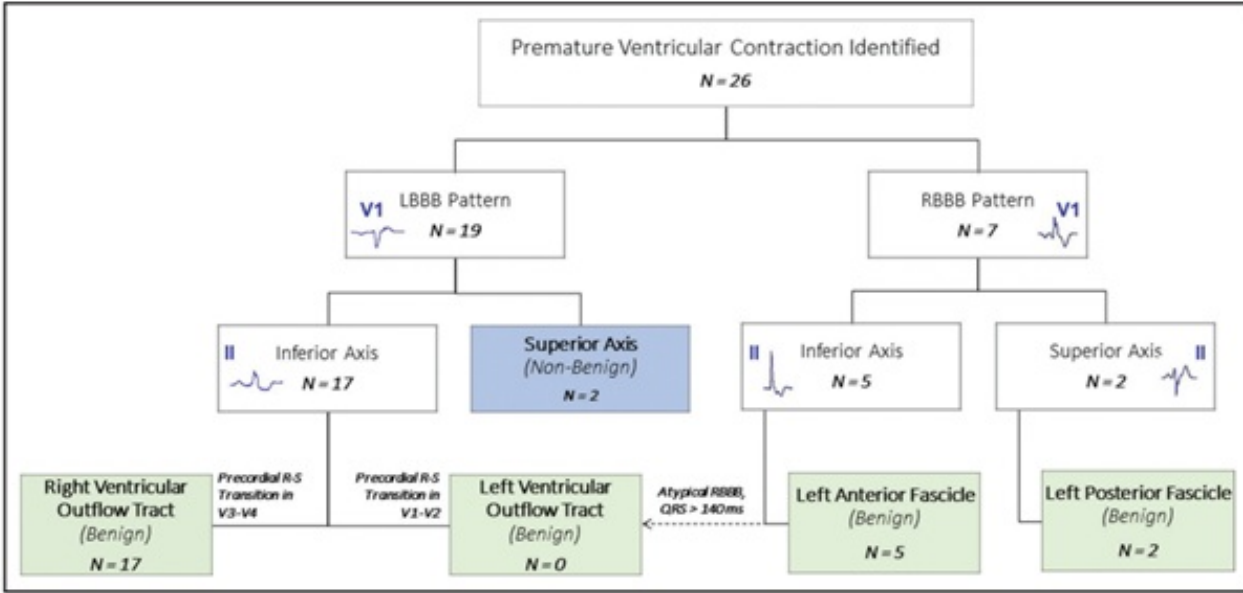 Premature Ventricular Contraction Identified
N = 26
V1
LBBB Pattern
N = 19
RBBB Pattern
N = 7
V1
II
Inferior Axis
N = 17
Superior Axis
(Non-Benign)
N = 2
II
Inferior Axis
N = 5
Superior Axis
N = 2
II
Right Ventricular
Outflow Tract
(Benign)
N = 17
Precordial R-S
Transition in
V3-V4
Precordial R-S
Transition in
V1-V2
Left Ventricular
Outflow Tract
(Benign)
N = 0
Atypical RBBB,
QRS > 140 ms
Left Anterior Fascicle
(Benign)
N = 5
Left Posterior Fascicle
(Benign)
N = 2